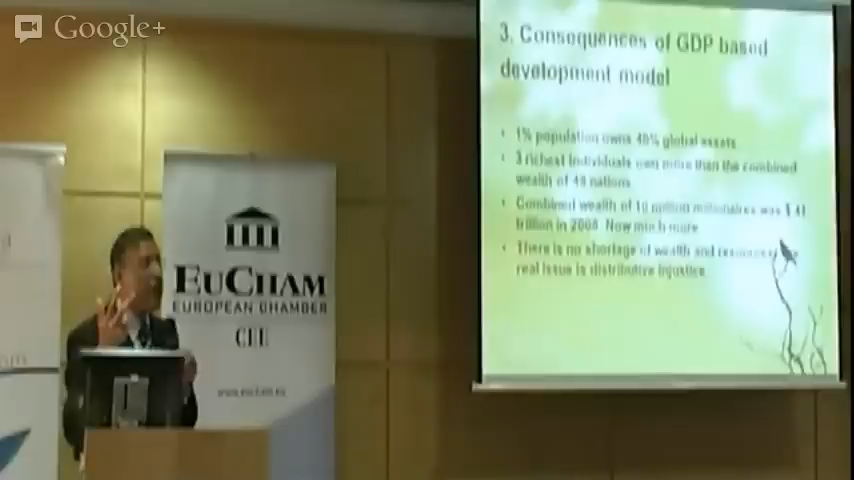 Google+
3. Consequences of GDP based
development model
• 1% population owns 40% global assets
• 3 richest individuals own more than the combined
wealth of 48 nations
• Combined wealth of 10 million millionaires was $ 41
trillion in 2008. Now much more
• There is no shortage of wealth and resources
real issue is distributive injustice
EUCHAM
EUROPEAN CHAMBER
CEE
www.eucham.eu